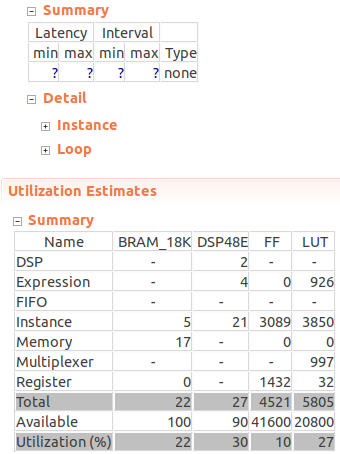 Summary
Latency Interval
min max min max Type
? ? ? ? none
Detail
Instance
Loop
Utilization Estimates
Summary
Name BRAM_18K DSP48E FF LUT
DSP - 2 - -
Expression - 4 0 926
FIFO - - - -
Instance 5 21 3089 3850
Memory 17 - 0 0
Multiplexer - - - 997
Register 0 - 1432 32
Total 22 27 4521 5805
Available 100 90 41600 20800
Utilization (%) 22 30 10 27